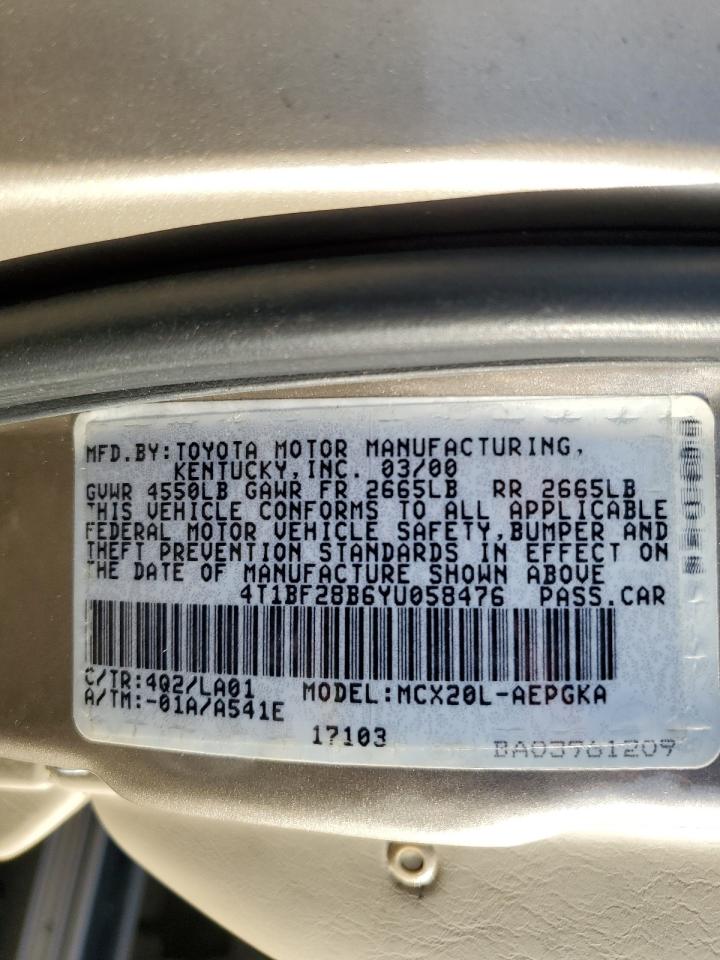 MFD.BY:TOYOTA MOTOR MANUFACTURING,
KENTUCKY,INC. 03/00
GVWR 4550LB GAWR FR 2665LB RR 2665LB
THIS VEHICLE CONFORMS TO ALL APPLICABLE
FEDERAL MOTOR VEHICLE SAFETY,BUMPER AND
THEFT PREVENTION STANDARDS IN EFFECT ON
THE DATE OF MANUFACTURE SHOWN ABOVE
4T1BF28B6YU058476 PASS.CAR
C/TR:4Q2/LA01 MODEL:MCX20L-AEPGKA
A/TM:-01A/A541E
17103 BA03961209